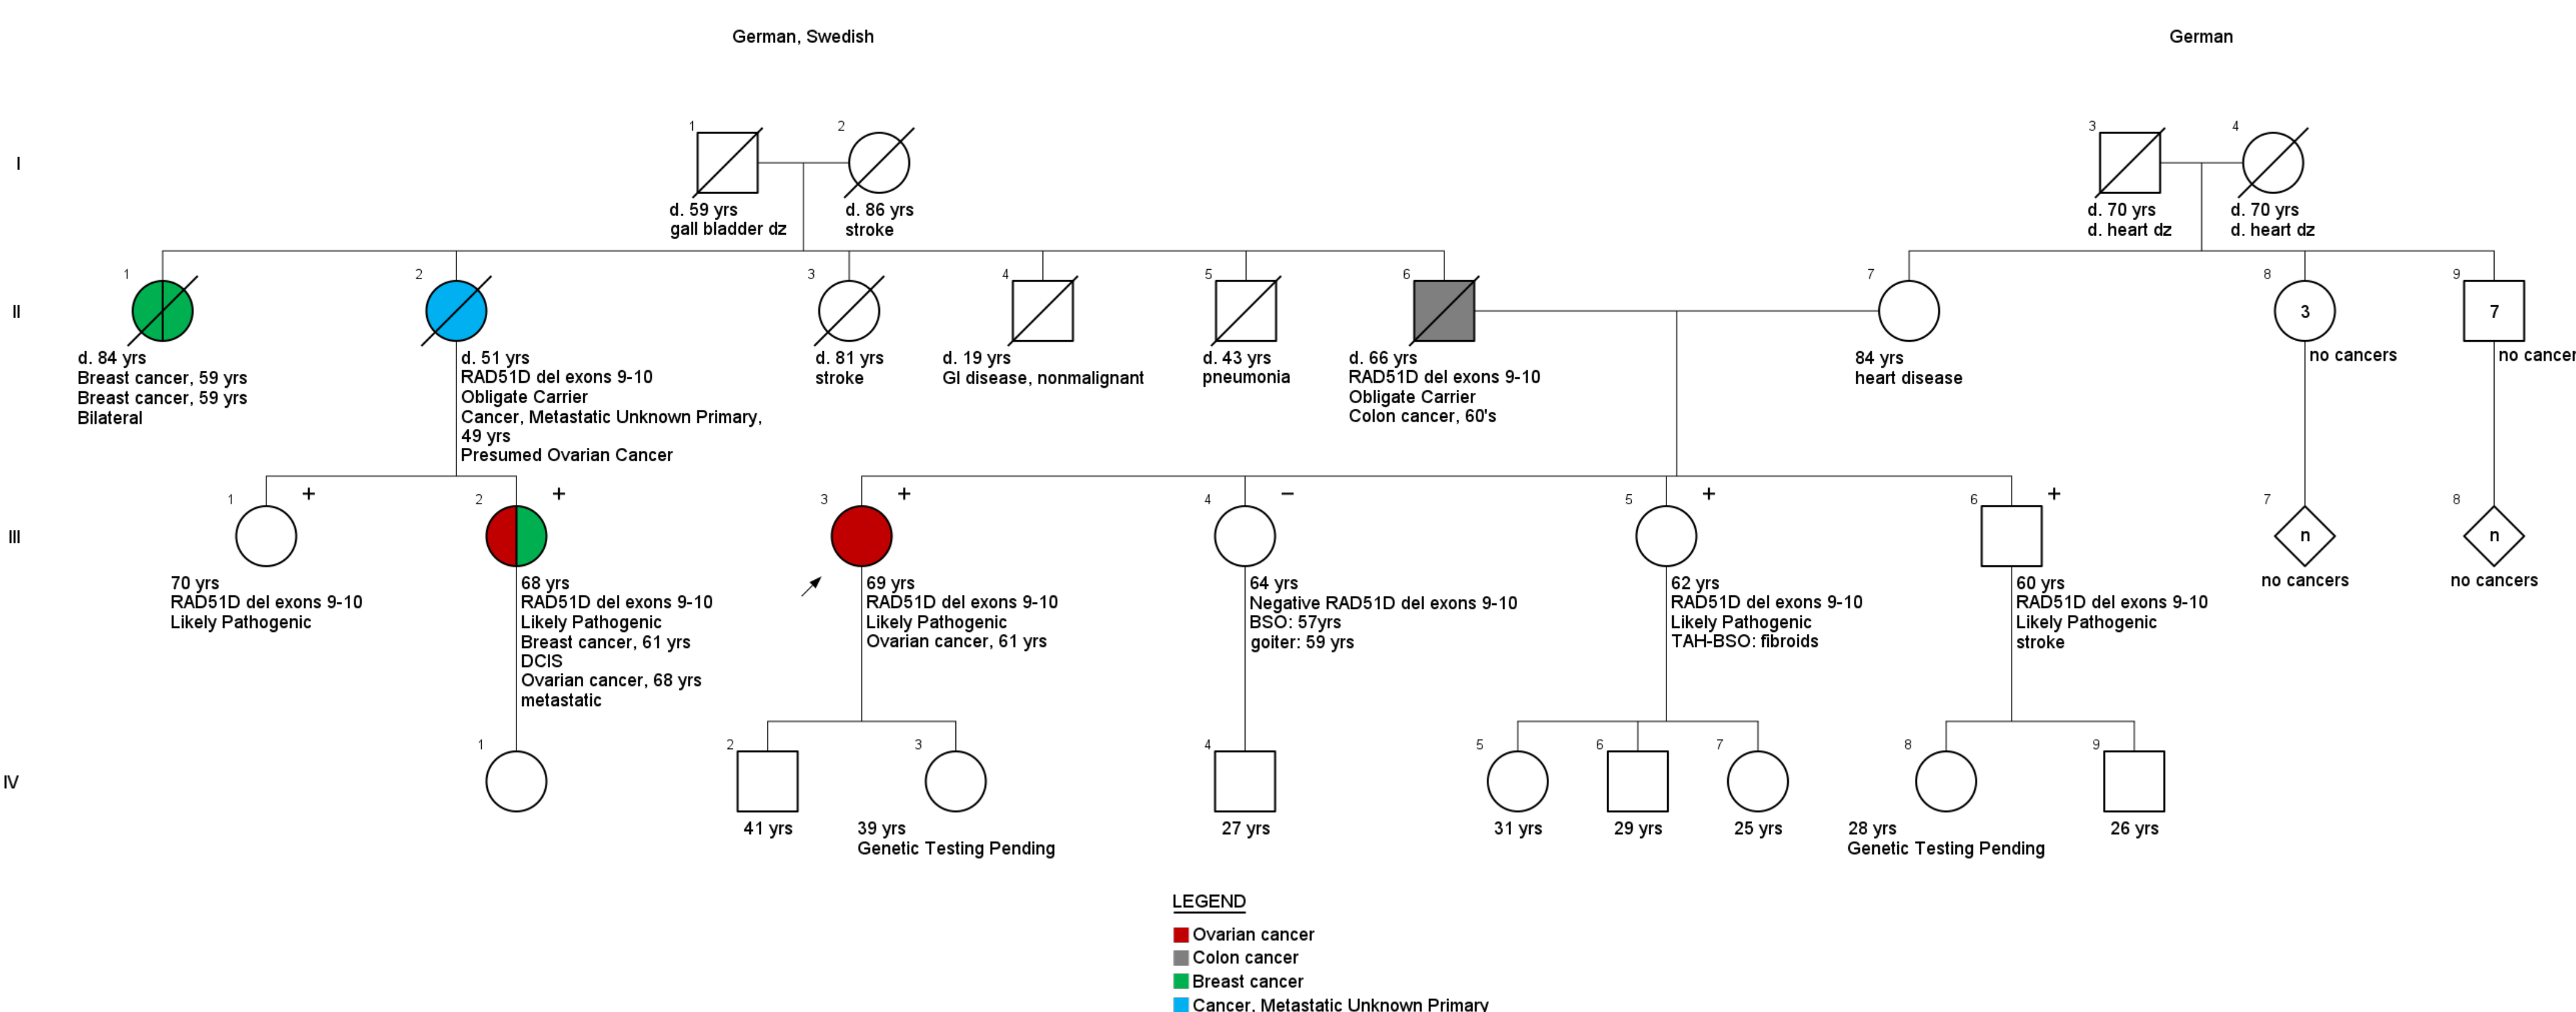 German, Swedish
German
I
1
2
3
4
d. 59 yrs
gall bladder dz
d. 86 yrs
stroke
d. 70 yrs
d. heart dz
d. 70 yrs
d. heart dz
II
1
2
3
4
5
6
7
8
9
3
7
d. 84 yrs
Breast cancer, 59 yrs
Breast cancer, 59 yrs
Bilateral
d. 51 yrs
RAD51D del exons 9-10
Obligate Carrier
Cancer, Metastatic Unknown Primary,
49 yrs
Presumed Ovarian Cancer
d. 81 yrs
stroke
d. 19 yrs
GI disease, nonmalignant
d. 43 yrs
pneumonia
d. 66 yrs
RAD51D del exons 9-10
Obligate Carrier
Colon cancer, 60's
84 yrs
heart disease
no cancers
no cancer
III
1
+
2
+
3
+
4
−
5
+
6
+
7
8
n
n
70 yrs
RAD51D del exons 9-10
Likely Pathogenic
68 yrs
RAD51D del exons 9-10
Likely Pathogenic
Breast cancer, 61 yrs
DCIS
Ovarian cancer, 68 yrs
metastatic
69 yrs
RAD51D del exons 9-10
Likely Pathogenic
Ovarian cancer, 61 yrs
64 yrs
Negative RAD51D del exons 9-10
BSO: 57yrs
goiter: 59 yrs
62 yrs
RAD51D del exons 9-10
Likely Pathogenic
TAH-BSO: fibroids
60 yrs
RAD51D del exons 9-10
Likely Pathogenic
stroke
no cancers
no cancers
IV
1
2
3
4
5
6
7
8
9
41 yrs
39 yrs
Genetic Testing Pending
27 yrs
31 yrs
29 yrs
25 yrs
28 yrs
Genetic Testing Pending
26 yrs
LEGEND
Ovarian cancer
Colon cancer
Breast cancer
Cancer, Metastatic Unknown Primary